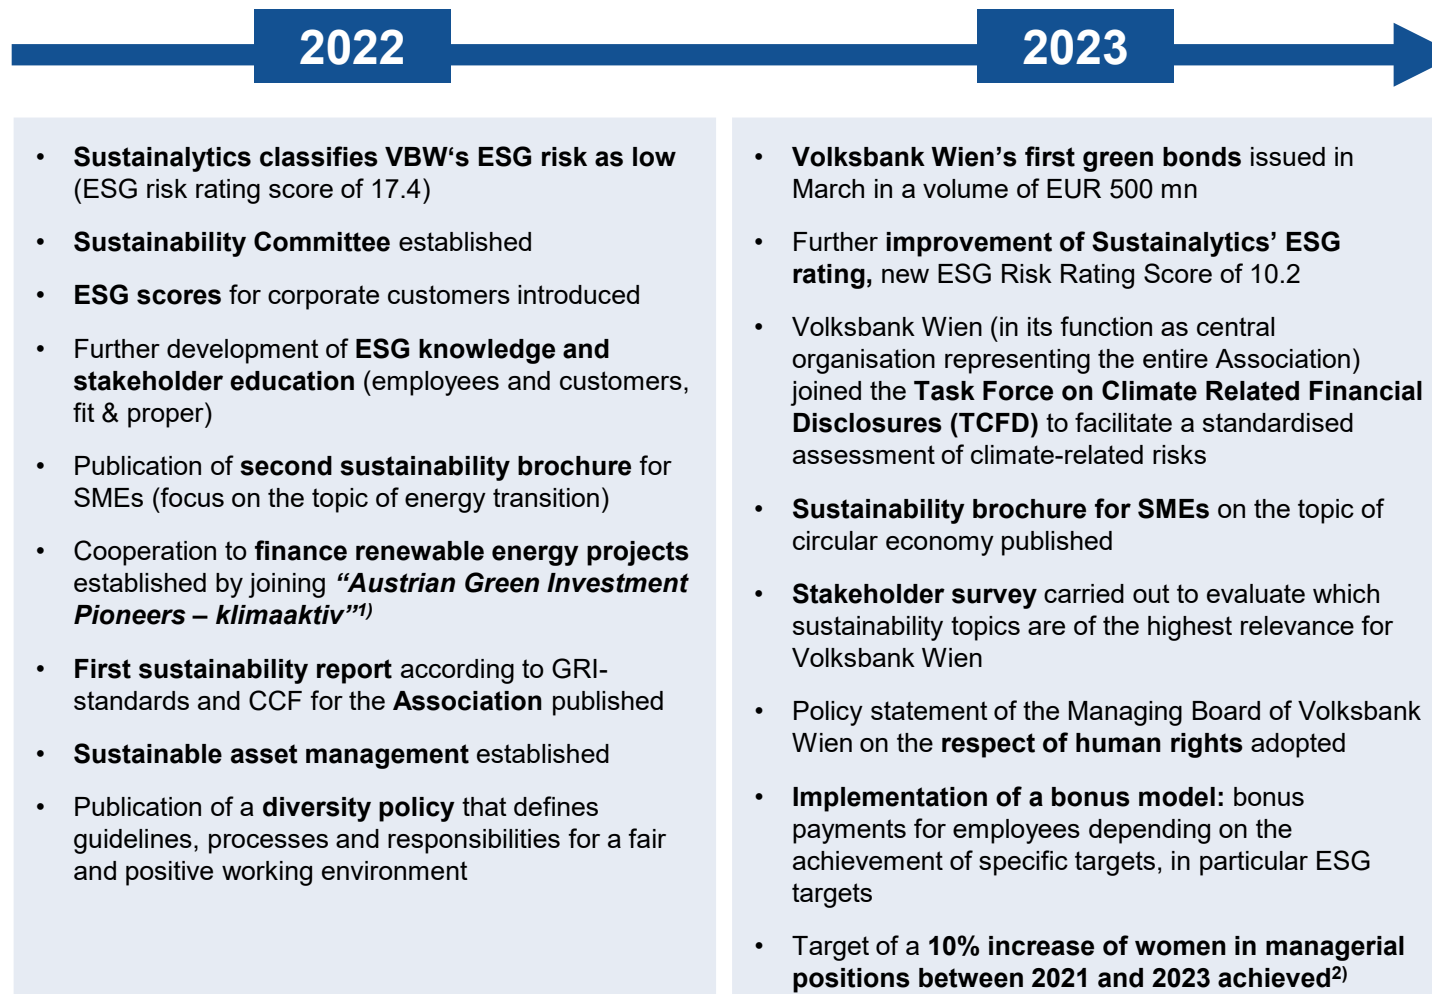 2022
2023
• Sustainalytics classifies VBW‘s ESG risk as low
(ESG risk rating score of 17.4)
• Sustainability Committee established
• ESG scores for corporate customers introduced
• Further development of ESG knowledge and
stakeholder education (employees and customers,
fit & proper)
• Publication of second sustainability brochure for
SMEs (focus on the topic of energy transition)
• Cooperation to finance renewable energy projects
established by joining “Austrian Green Investment
Pioneers – klimaaktiv”1)
• First sustainability report according to GRI-
standards and CCF for the Association published
• Sustainable asset management established
• Publication of a diversity policy that defines
guidelines, processes and responsibilities for a fair
and positive working environment
• Volksbank Wien’s first green bonds issued in
March in a volume of EUR 500 mn
• Further improvement of Sustainalytics’ ESG
rating, new ESG Risk Rating Score of 10.2
• Volksbank Wien (in its function as central
organisation representing the entire Association)
joined the Task Force on Climate Related Financial
Disclosures (TCFD) to facilitate a standardised
assessment of climate-related risks
• Sustainability brochure for SMEs on the topic of
circular economy published
• Stakeholder survey carried out to evaluate which
sustainability topics are of the highest relevance for
Volksbank Wien
• Policy statement of the Managing Board of Volksbank
Wien on the respect of human rights adopted
• Implementation of a bonus model: bonus
payments for employees depending on the
achievement of specific targets, in particular ESG
targets
• Target of a 10% increase of women in managerial
positions between 2021 and 2023 achieved2)